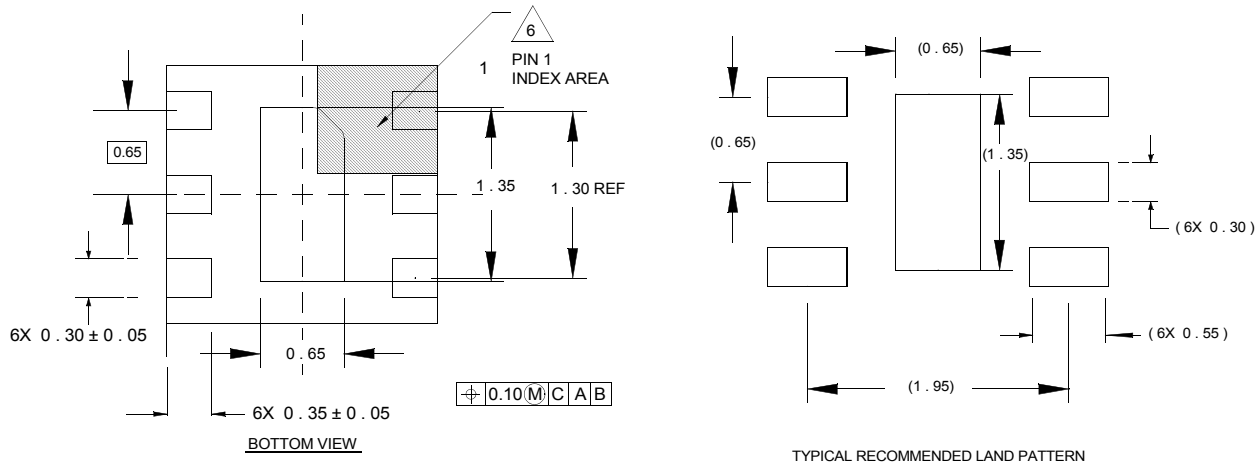 6
PIN 1
INDEX AREA
1
0.65
1 . 35
1 . 30 REF
6X 0 . 30 ± 0 . 05
0 . 65
0.10 M C A B
6X 0 . 35 ± 0 . 05
BOTTOM VIEW
(0 . 65)
(0 . 65)
(1 . 35)
( 6X 0 . 30 )
( 6X 0 . 55 )
(1 . 95)
TYPICAL RECOMMENDED LAND PATTERN